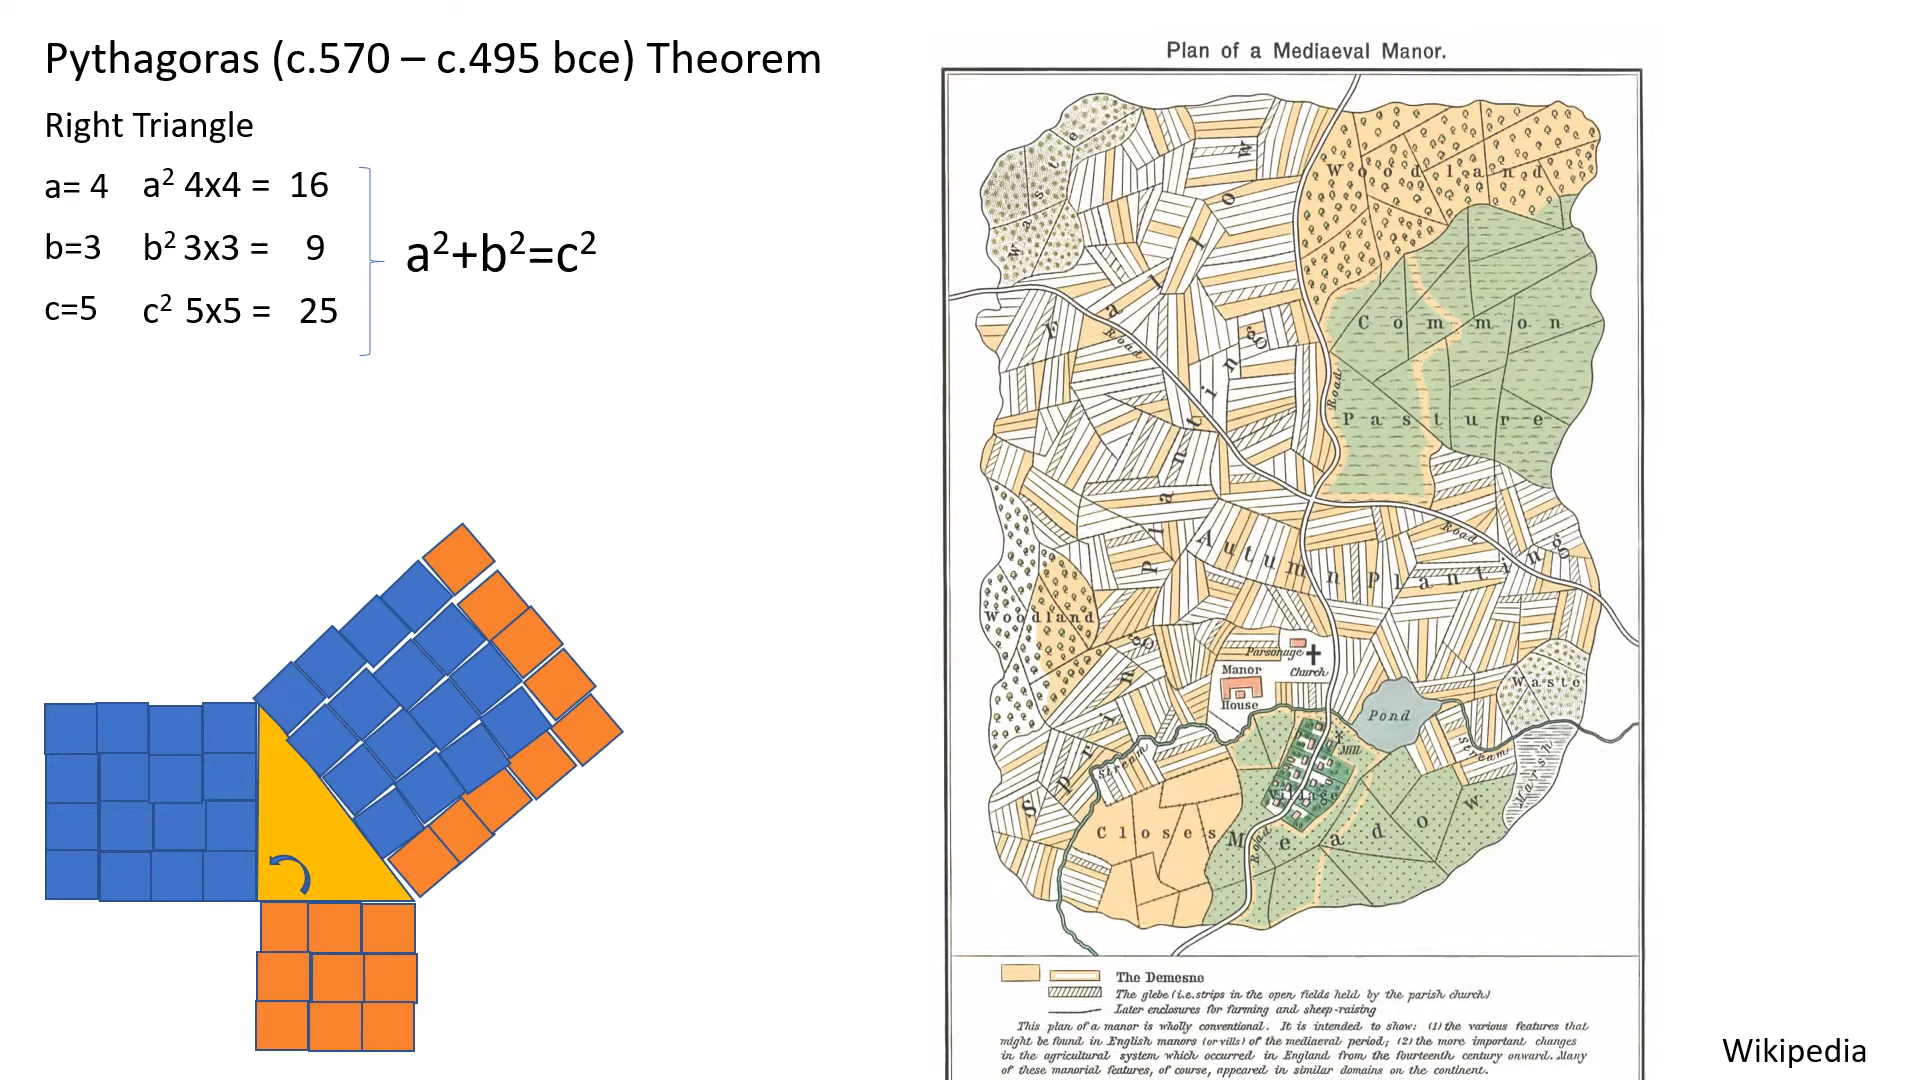 Pythagoras (c.570 – c.495 bce) Theorem
Right Triangle
a= 4 a² 4x4 = 16
b=3 b² 3x3 = 9
c=5 c² 5x5 = 25
a²+b²=c²
Plan of a Mediaeval Manor.
Waste
Fallow
Woodland
Common
Pasture
Road
Road
Spring Planting
Autumn Planting
Road
Woodland
Parsonage
Church
Manor
House
Waste
Pond
Mill
Stream
Stream
Marsh
Village
Closes
Meadow
Road
The Demesne
The glebe (i.e. strips in the open fields held by the parish church)
Later enclosures for farming and sheep-raising
This plan of a manor is wholly conventional. It is intended to show: (1) the various features that
might be found in English manors (or vills) of the mediaeval period; (2) the more important changes
in the agricultural system which occurred in England from the fourteenth century onward. Many
of these manorial features, of course, appeared in similar domains on the continent.
Wikipedia